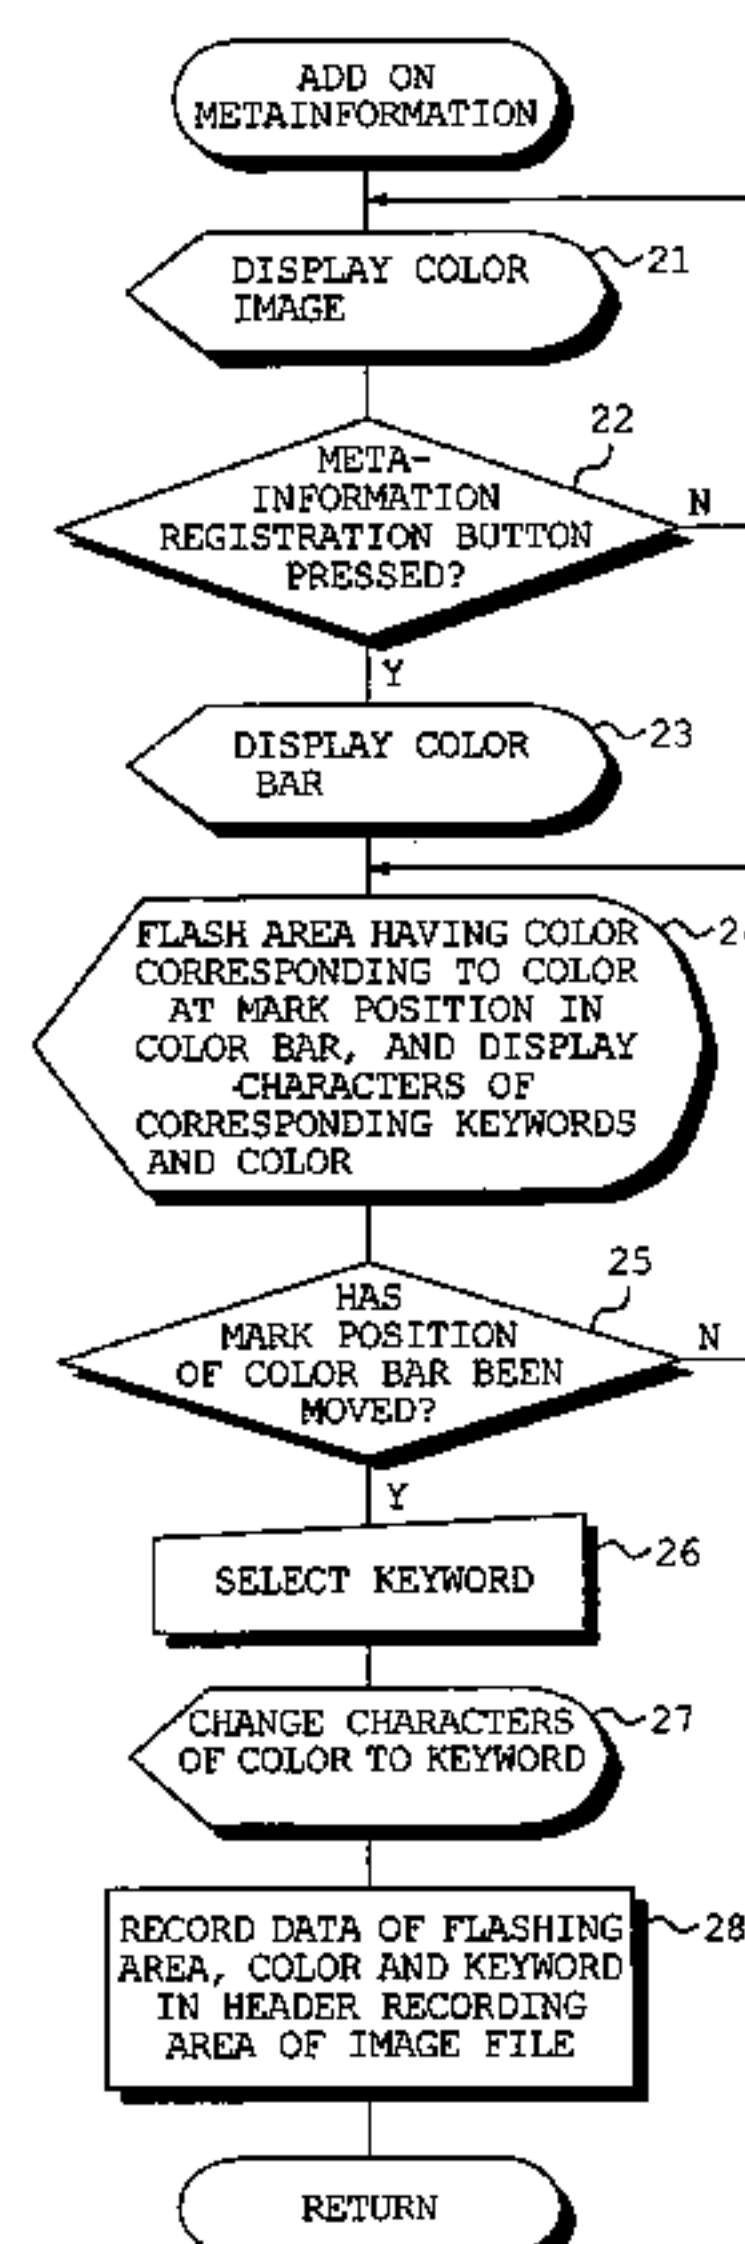 ADD ON
METAINFORMATION
21
DISPLAY COLOR
IMAGE
22
META-
INFORMATION
REGISTRATION BUTTON
PRESSED?
N
Y
23
DISPLAY COLOR
BAR
FLASH AREA HAVING COLOR
CORRESPONDING TO COLOR
AT MARK POSITION IN
COLOR BAR, AND DISPLAY
CHARACTERS OF
CORRESPONDING KEYWORDS
AND COLOR
25
HAS
MARK POSITION
OF COLOR BAR BEEN
MOVED?
N
Y
26
SELECT KEYWORD
27
CHANGE CHARACTERS
OF COLOR TO KEYWORD
28
RECORD DATA OF FLASHING
AREA, COLOR AND KEYWORD
IN HEADER RECORDING
AREA OF IMAGE FILE
RETURN